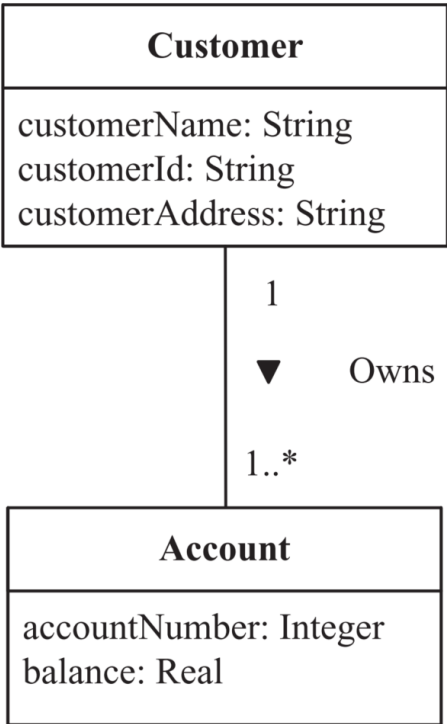 Customer
customerName: String
customerId: String
customerAddress: String
1
Owns
1..*
Account
accountNumber: Integer
balance: Real